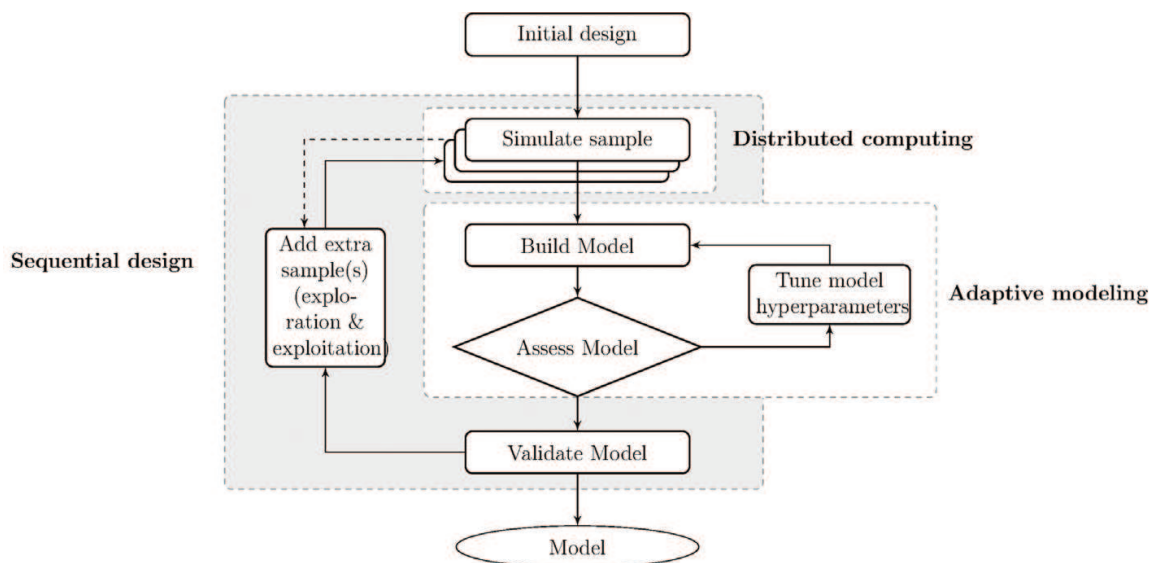 Initial design
Simulate sample
Distributed computing
Build Model
Sequential design
Add extra
sample(s)
(explo-
ration &
exploitation)
Tune model
hyperparameters
Adaptive modeling
Assess Model
Validate Model
Model